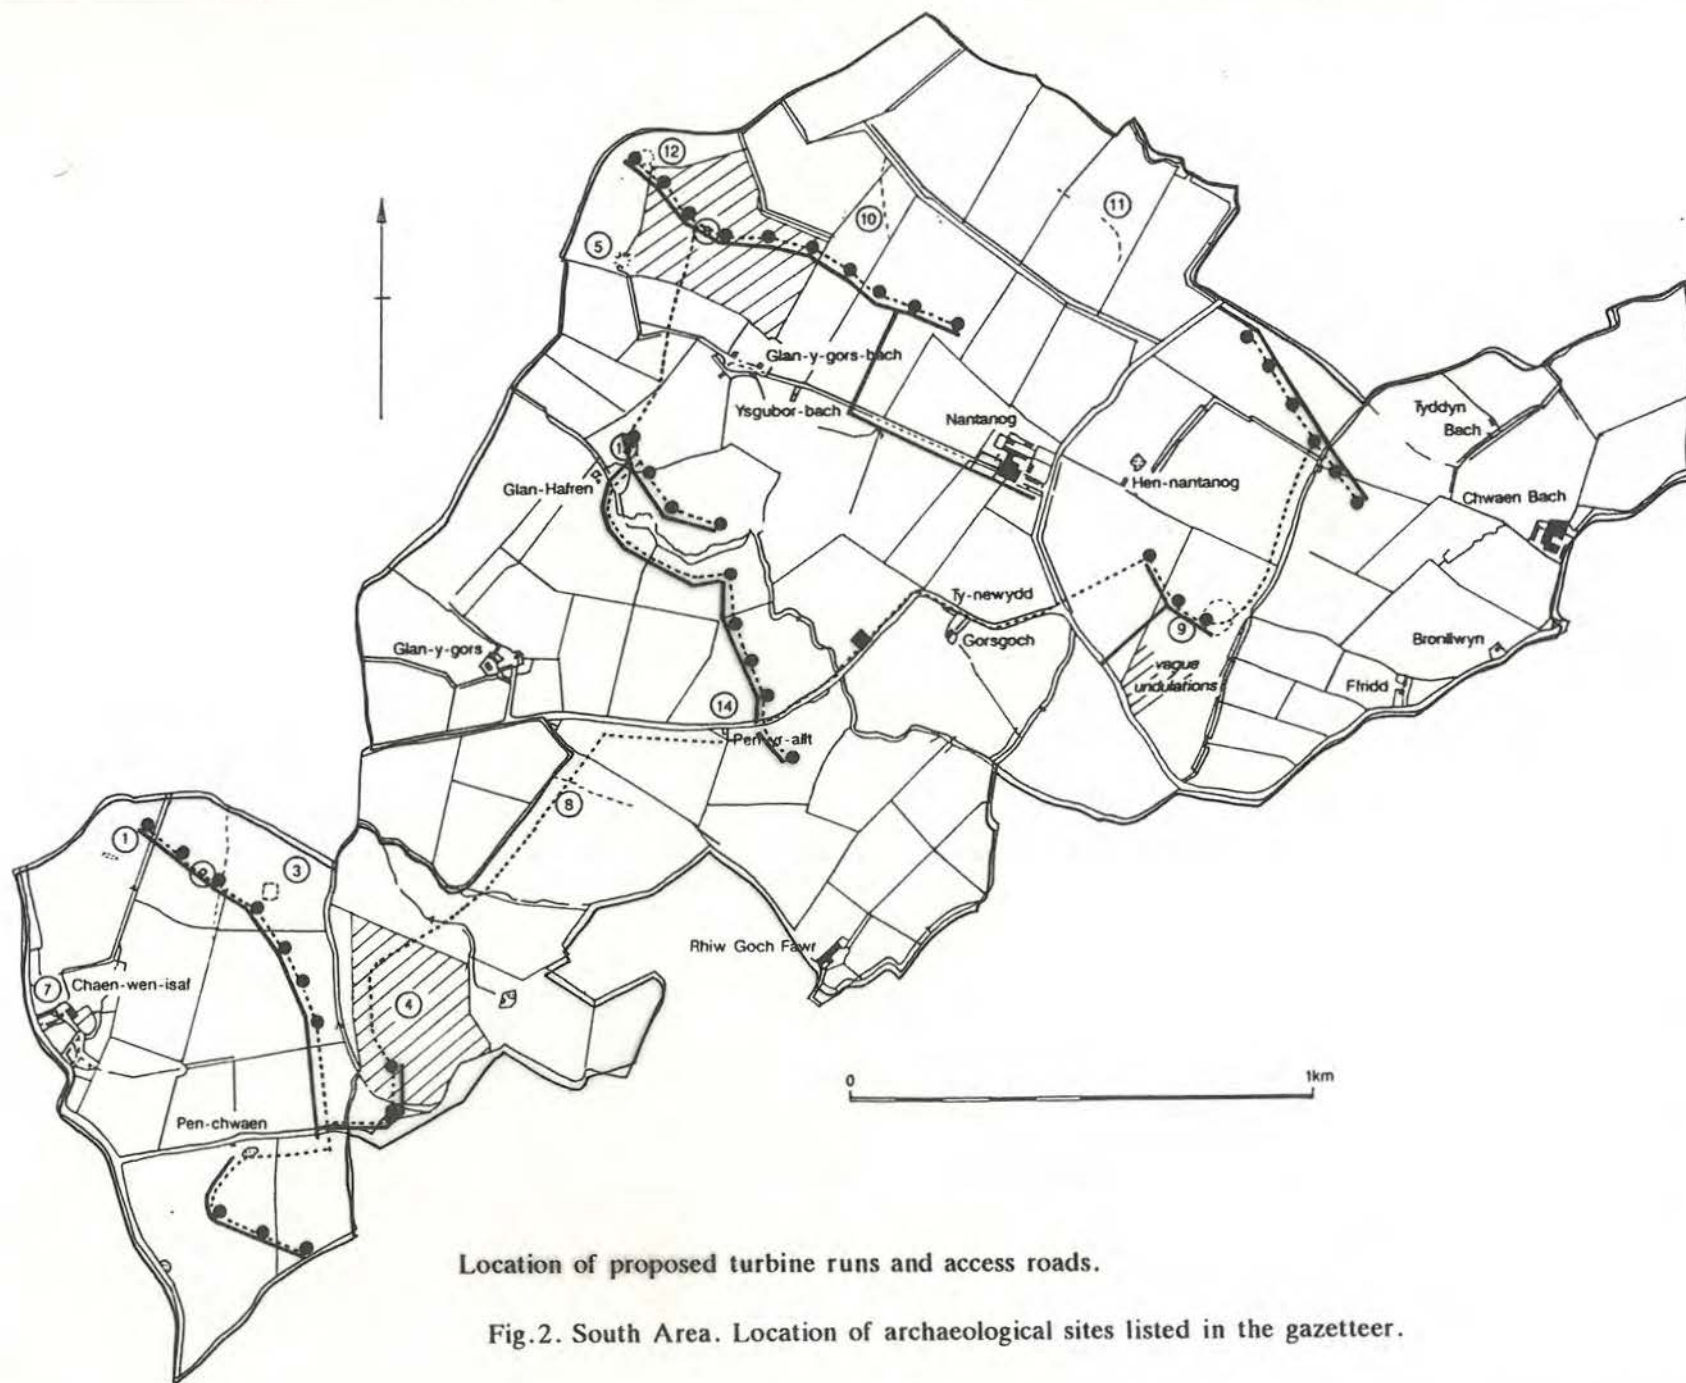 12
5
10
11
Glan-y-gors-bach
Ysgubor-bach
Nantanog
Tyddyn
Bach
Glan-Hafren
Hen-nantanog
Chwaen Bach
Ty-newydd
Glan-y-gors
Gorsgoch
9
vague
undulations
Bronllwyn
Ffridd
14
8
1
3
Rhiw Goch Fawr
7
Chaen-wen-isaf
4
0
1km
Pen-chwaen
Location of proposed turbine runs and access roads.
Fig.2. South Area. Location of archaeological sites listed in the gazetteer.